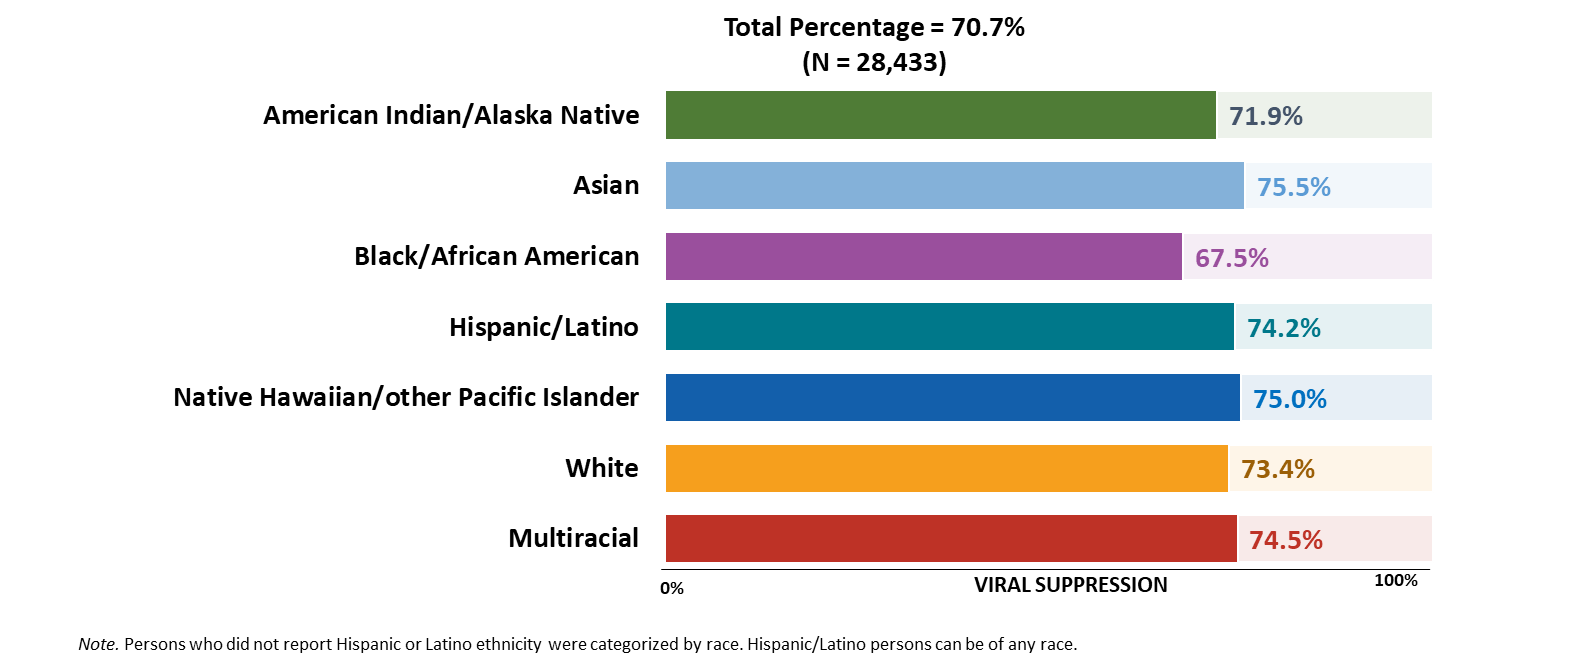 Total Percentage = 70.7%
(N = 28,433)
American Indian/Alaska Native 71.9%
Asian 75.5%
Black/African American 67.5%
Hispanic/Latino 74.2%
Native Hawaiian/other Pacific Islander 75.0%
White 73.4%
Multiracial 74.5%
0% VIRAL SUPPRESSION 100%
Note. Persons who did not report Hispanic or Latino ethnicity were categorized by race. Hispanic/Latino persons can be of any race.